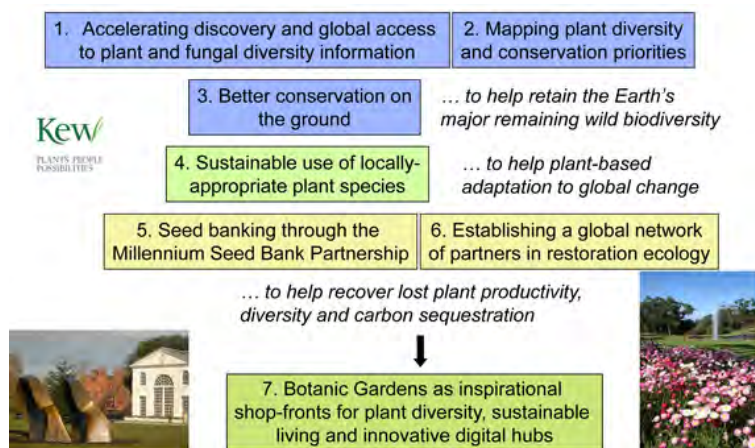 1. Accelerating discovery and global access
to plant and fungal diversity information
2. Mapping plant diversity
and conservation priorities
3. Better conservation on
the ground
... to help retain the Earth's
major remaining wild biodiversity
Kew
PLANTS PEOPLE
POSSIBILITIES
4. Sustainable use of locally-
appropriate plant species
... to help plant-based
adaptation to global change
5. Seed banking through the
Millennium Seed Bank Partnership
6. Establishing a global network
of partners in restoration ecology
... to help recover lost plant productivity,
diversity and carbon sequestration
7. Botanic Gardens as inspirational
shop-fronts for plant diversity, sustainable
living and innovative digital hubs